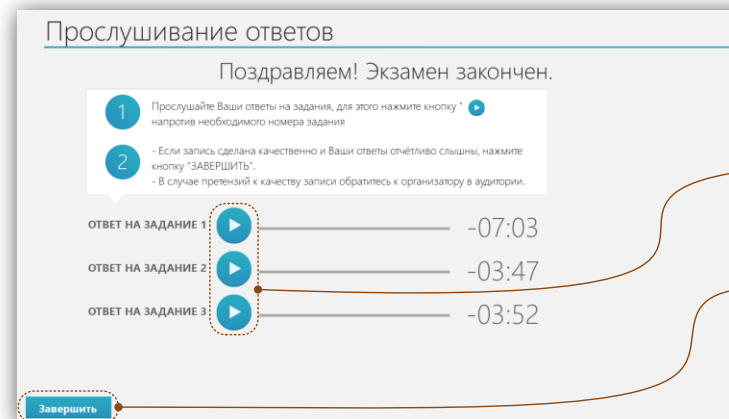 Прослушивание ответов
Поздравляем! Экзамен закончен.
1
Прослушайте Ваши ответы на задания, для этого нажмите кнопку "
напротив необходимого номера задания
2
- Если запись сделана качественно и Ваши ответы отчётливо слышны, нажмите
кнопку "ЗАВЕРШИТЬ".
- В случае претензий к качеству записи обратитесь к организатору в аудитории.
ОТВЕТ НА ЗАДАНИЕ 1 -07:03
ОТВЕТ НА ЗАДАНИЕ 2 -03:47
ОТВЕТ НА ЗАДАНИЕ 3 -03:52
Завершить